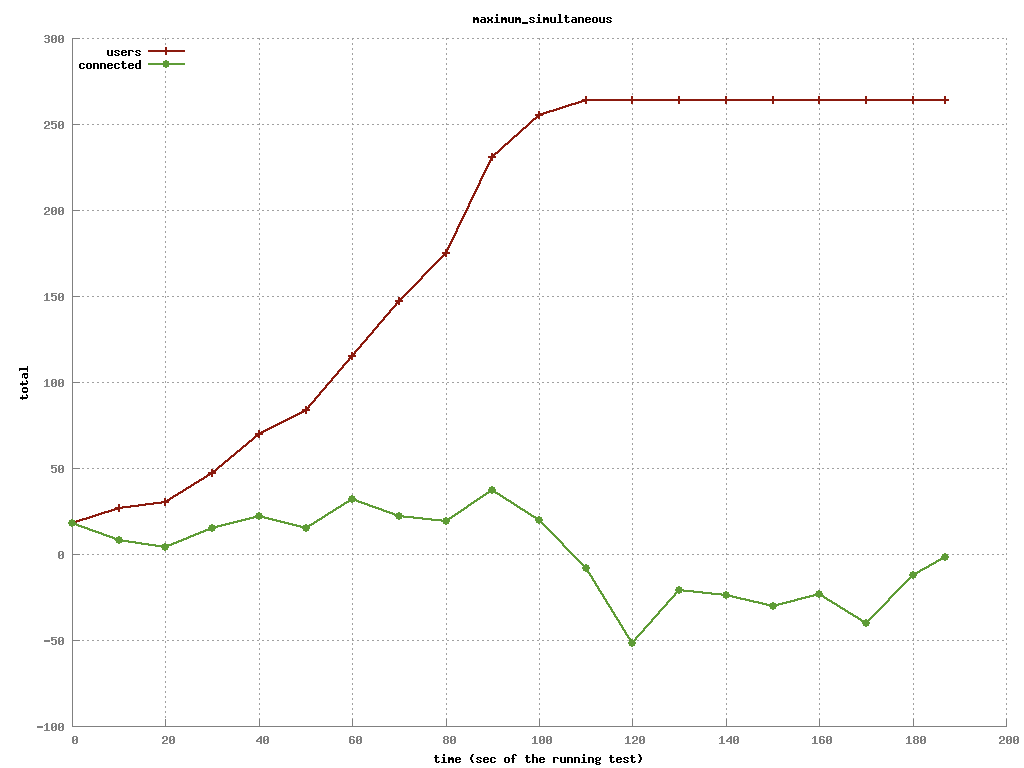 maximum_simultaneous
300
users
connected
250
200
150
100
total
50
0
-50
-100
0 20 40 60 80 100 120 140 160 180 200
time (sec of the running test)